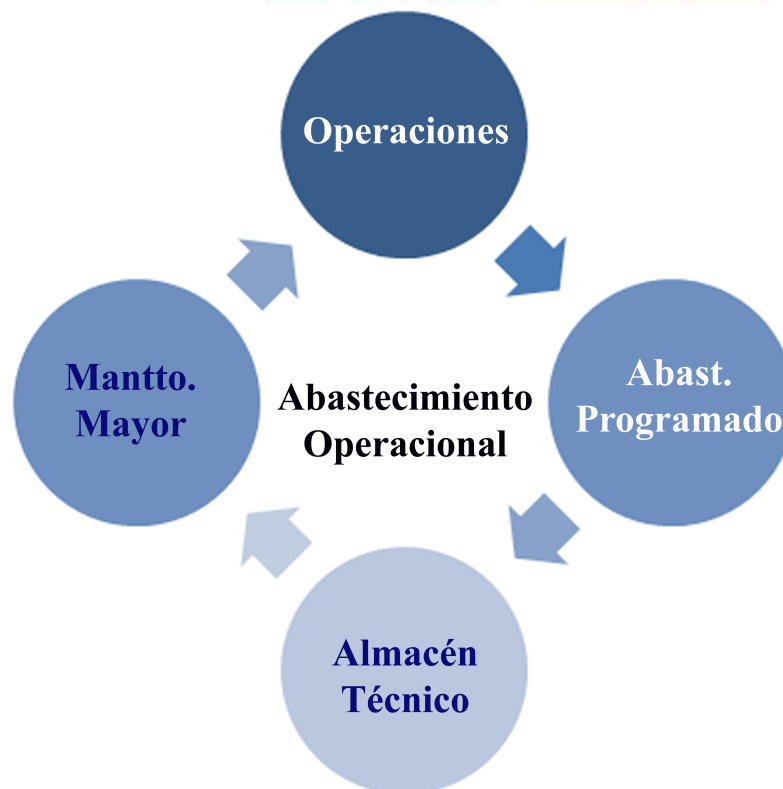 Operaciones
Mantto.
Mayor
Abastecimiento
Operacional
Abast.
Programado
Almacén
Técnico